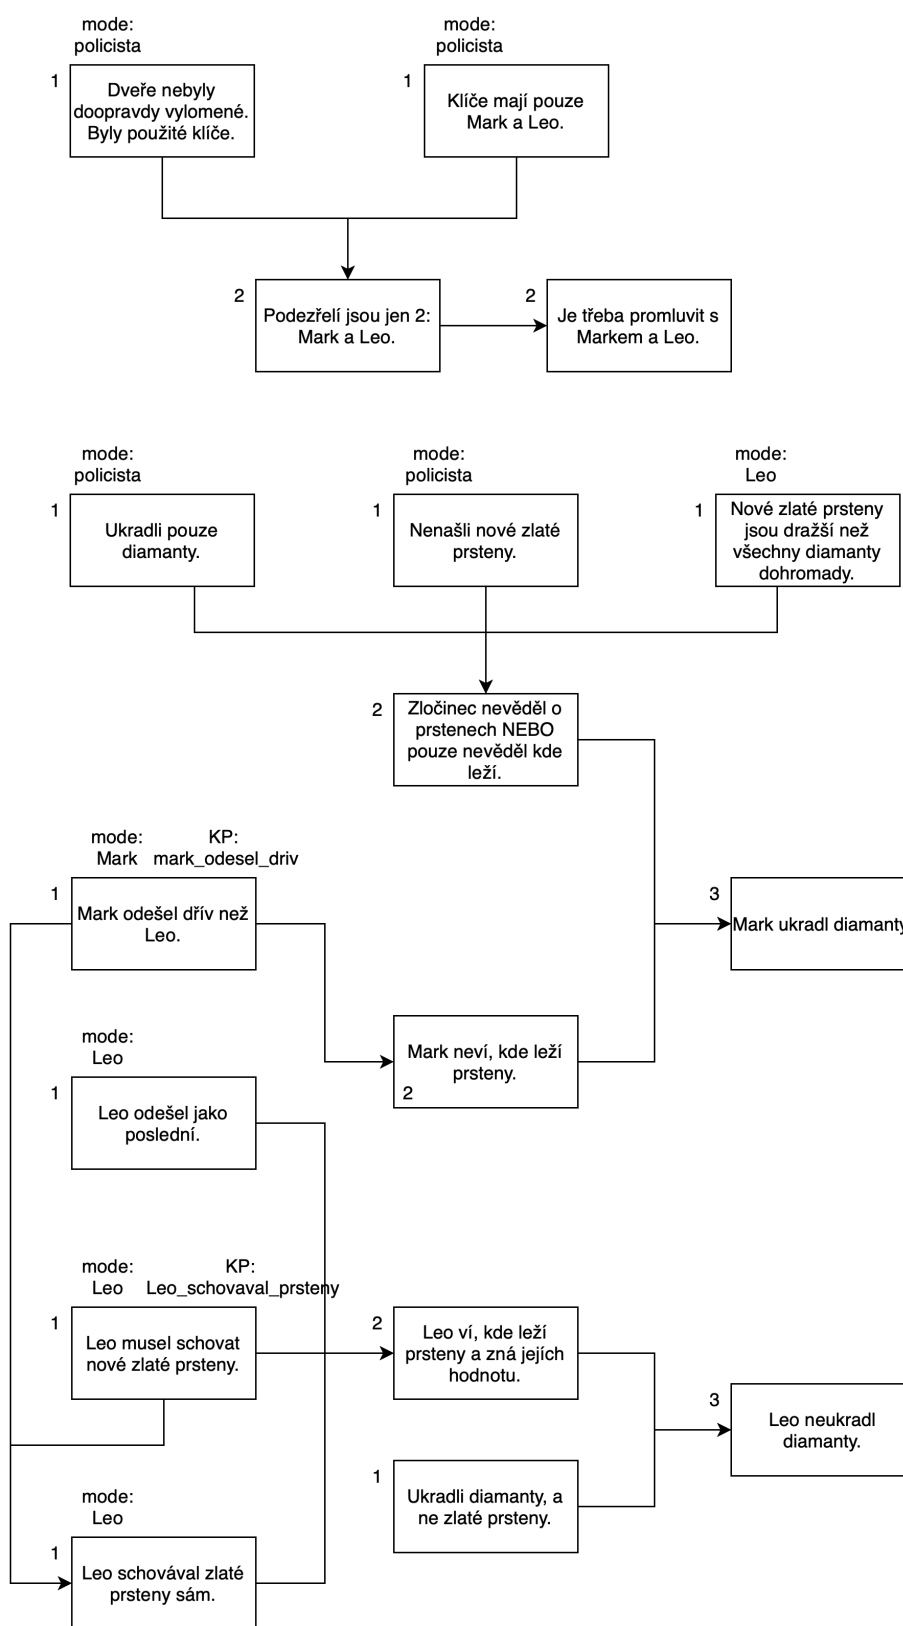 mode:
policista
mode:
policista
1
Dveře nebyly
doopravdy vylomené.
Byly použité klíče.
1
Klíče mají pouze
Mark a Leo.
2
Podezřelí jsou jen 2:
Mark a Leo.
2
Je třeba promluvit s
Markem a Leo.
mode:
policista
mode:
policista
mode:
Leo
1
Ukradli pouze
diamanty.
1
Nenašli nové zlaté
prsteny.
1
Nové zlaté prsteny
jsou dražší než
všechny diamanty
dohromady.
2
Zločinec nevěděl o
prstenech NEBO
pouze nevěděl kde
leží.
mode:
Mark
KP:
mark_odesel_driv
1
Mark odešel dřív než
Leo.
3
Mark ukradl diamanty
Mark neví, kde leží
prsteny.
2
mode:
Leo
1
Leo odešel jako
poslední.
mode:
Leo
KP:
Leo_schovaval_prsteny
1
Leo musel schovat
nové zlaté prsteny.
2
Leo ví, kde leží
prsteny a zná jejích
hodnotu.
3
Leo neukradl
diamanty.
1
Ukradli diamanty, a
ne zlaté prsteny.
mode:
Leo
1
Leo schovával zlaté
prsteny sám.